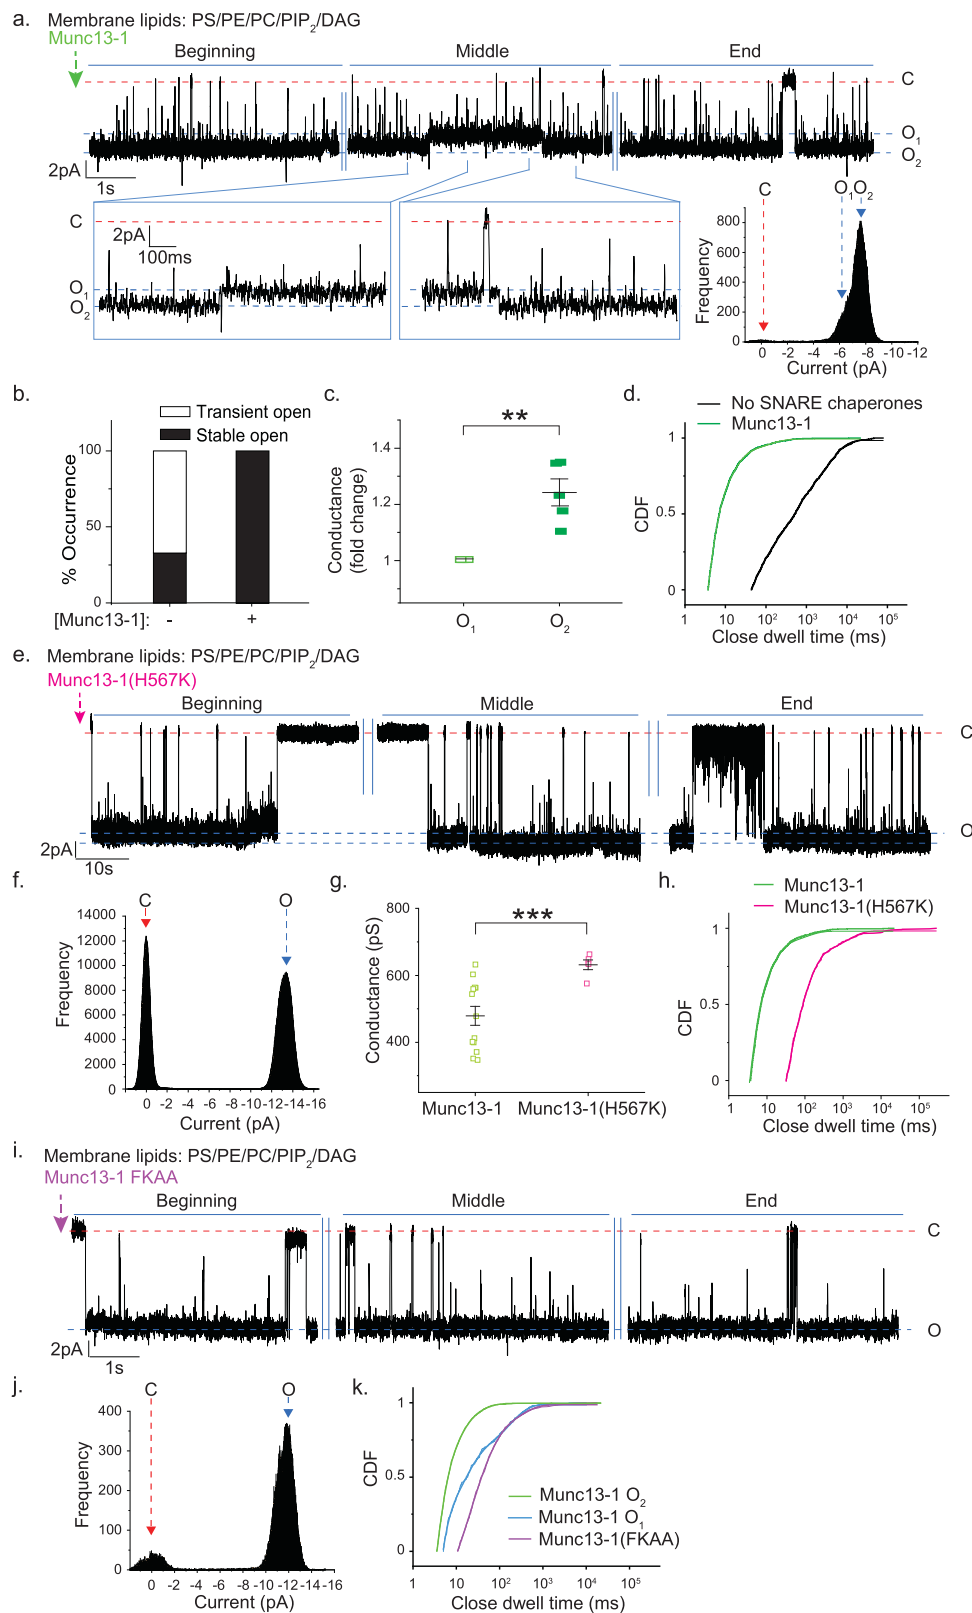 a. Membrane lipids: PS/PE/PC/PIP2/DAG
Munc13-1
Beginning Middle End
C
O1
O2
2pA
1s
C
2pA
100ms
O1
O2
C O1 O2
Frequency
800
600
400
200
0
0 -2 -4 -6 -8 -10 -12
Current (pA)
b.
Transient open
Stable open
% Occurrence
100
50
0
[Munc13-1]: - +
c.
**
Conductance
(fold change)
1.4
1.2
1
O1 O2
d.
No SNARE chaperones
Munc13-1
CDF
1
0.5
0
1 10 10² 10³ 10⁴ 10⁵
Close dwell time (ms)
e. Membrane lipids: PS/PE/PC/PIP2/DAG
Munc13-1(H567K)
Beginning Middle End
C
O
2pA
10s
f.
C O
Frequency
14000
12000
10000
8000
6000
4000
2000
0
0 -2 -4 -6 -8 -10 -12 -14 -16
Current (pA)
g.
***
Conductance (pS)
800
600
400
Munc13-1 Munc13-1(H567K)
h.
Munc13-1
Munc13-1(H567K)
CDF
1
0.5
0
1 10 10² 10³ 10⁴ 10⁵
Close dwell time (ms)
i. Membrane lipids: PS/PE/PC/PIP2/DAG
Munc13-1 FKAA
Beginning Middle End
C
O
2pA
1s
j.
C O
Frequency
400
300
200
100
0
0 -2 -4 -6 -8 -10 -12 -14 -16
Current (pA)
k.
CDF
1
0.5
0
Munc13-1 O2
Munc13-1 O1
Munc13-1(FKAA)
1 10 10² 10³ 10⁴ 10⁵
Close dwell time (ms)